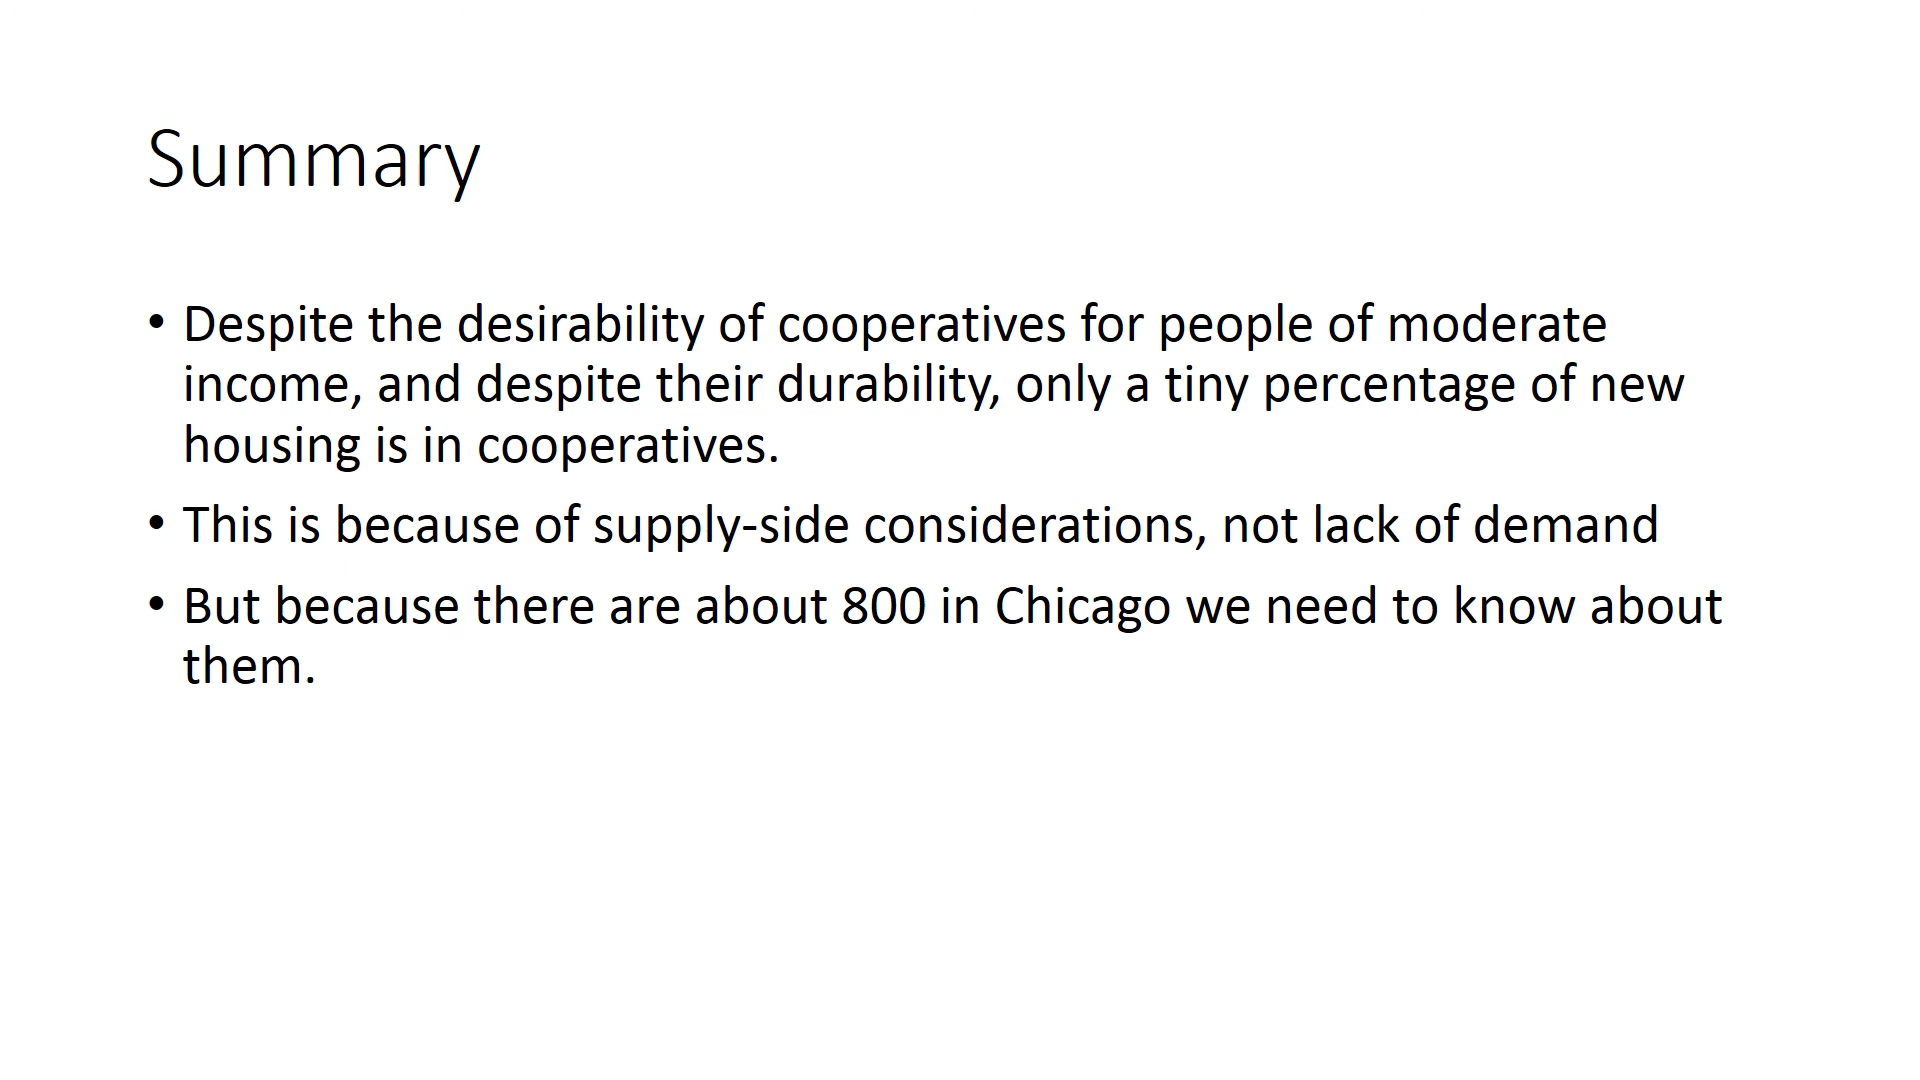 Summary
• Despite the desirability of cooperatives for people of moderate
income, and despite their durability, only a tiny percentage of new
housing is in cooperatives.
• This is because of supply-side considerations, not lack of demand
• But because there are about 800 in Chicago we need to know about
them.